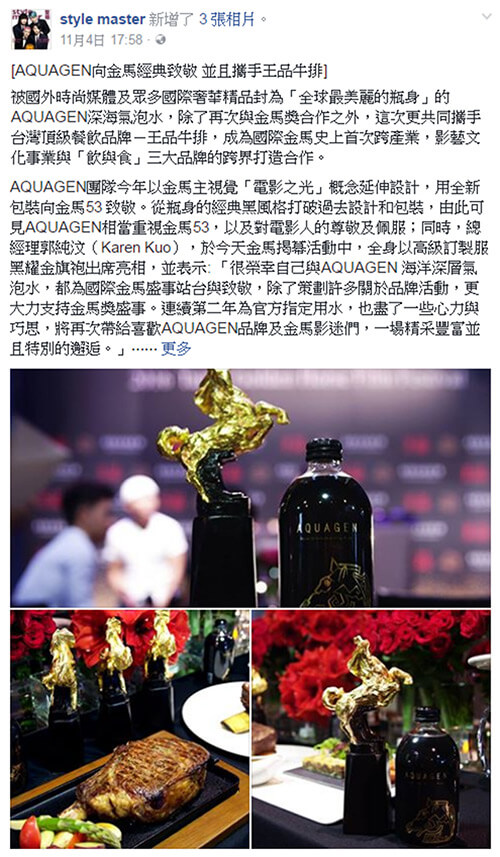 style master 新增了 3 張相片。
11月4日 17:58 ·
[AQUAGEN向金馬經典致敬 並且攜手王品牛排]
被國外時尚媒體及眾多國際奢華精品封為「全球最美麗的瓶身」的
AQUAGEN深海氣泡水，除了再次與金馬獎合作之外，這次更共同攜手
台灣頂級餐飲品牌－王品牛排，成為國際金馬史上首次跨產業，影藝文
化事業與「飲與食」三大品牌的跨界打造合作。
AQUAGEN團隊今年以金馬主視覺「電影之光」概念延伸設計，用全新
包裝向金馬53 致敬。從瓶身的經典黑風格打破過去設計和包裝，由此可
見AQUAGEN相當重視金馬53，以及對電影人的尊敬及佩服；同時，總
經理郭純汶（Karen Kuo），於今天金馬揭幕活動中，全身以高級訂製服
黑耀金旗袍出席亮相，並表示:「很榮幸自己與AQUAGEN 海洋深層氣
泡水，都為國際金馬盛事站台與致敬，除了策劃許多關於品牌活動，更
大力支持金馬獎盛事。連續第二年為官方指定用水，也盡了一些心力與
巧思，將再次帶給喜歡AQUAGEN品牌及金馬影迷們，一場精采豐富並
且特別的邂逅。」⋯⋯ 更多
AQUAGEN
AQUAGEN